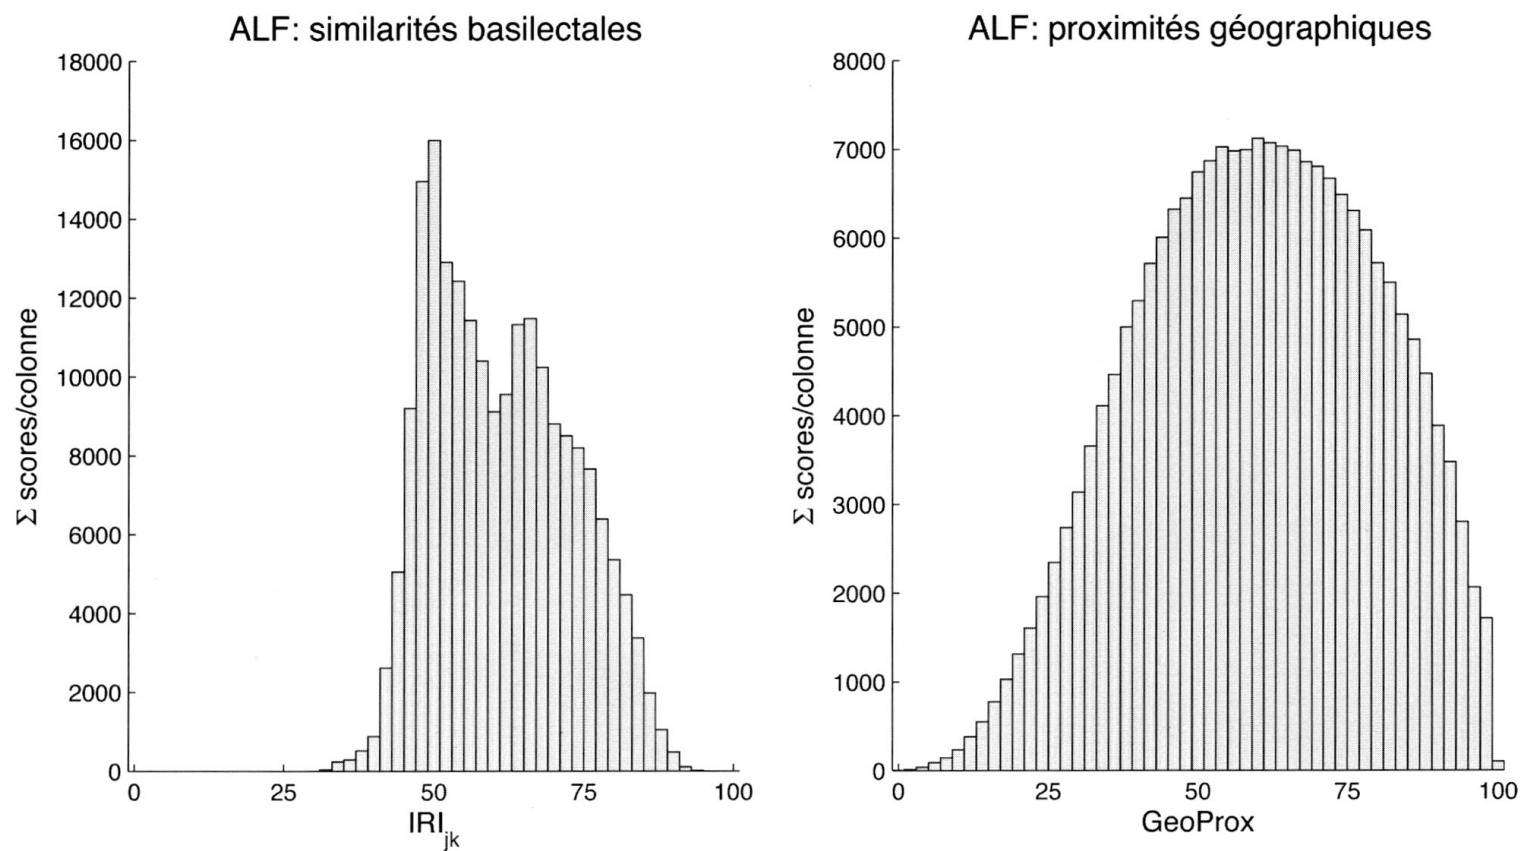 ALF: similarités basilectales
18000
16000
14000
12000
10000
8000
6000
4000
2000
0
Σ scores/colonne
0 25 50 75 100
IRIjk
ALF: proximités géographiques
8000
7000
6000
5000
4000
3000
2000
1000
0
Σ scores/colonne
0 25 50 75 100
GeoProx